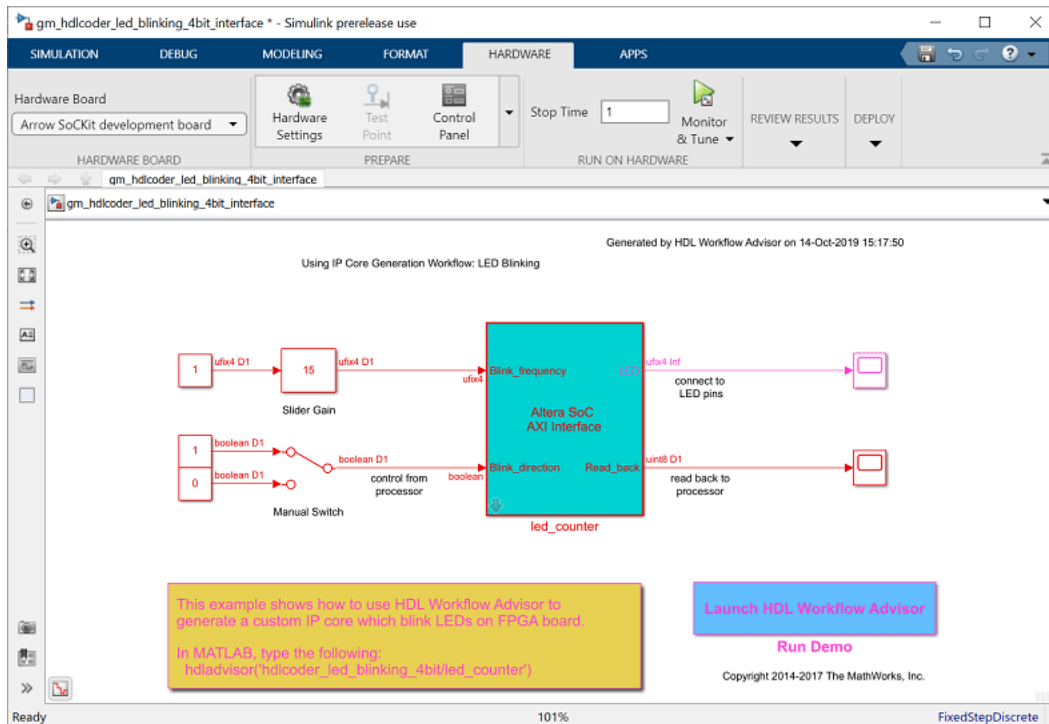 gm_hdlcoder_led_blinking_4bit_interface * - Simulink prerelease use
SIMULATION DEBUG MODELING FORMAT HARDWARE APPS
Hardware Board
Arrow SoCKit development board
Hardware
Settings
Test
Point
Control
Panel
Stop Time 1
Monitor
& Tune
REVIEW RESULTS
DEPLOY
HARDWARE BOARD PREPARE RUN ON HARDWARE
gm_hdlcoder_led_blinking_4bit_interface
gm_hdlcoder_led_blinking_4bit_interface
Generated by HDL Workflow Advisor on 14-Oct-2019 15:17:50
Using IP Core Generation Workflow: LED Blinking
1
ufix4 D1
15
ufix4 D1
Slider Gain
ufix4
Blink_frequency
LED
ufix4 Inf
connect to
LED pins
Altera SoC
AXI Interface
1
boolean D1
0
boolean D1
Manual Switch
boolean D1
control from
processor
boolean
Blink_direction
Read_back
uint8 D1
read back to
processor
led_counter
This example shows how to use HDL Workflow Advisor to
generate a custom IP core which blink LEDs on FPGA board.
In MATLAB, type the following:
hdladvisor('hdlcoder_led_blinking_4bit/led_counter')
Launch HDL Workflow Advisor
Run Demo
Copyright 2014-2017 The MathWorks, Inc.
Ready 101% FixedStepDiscrete